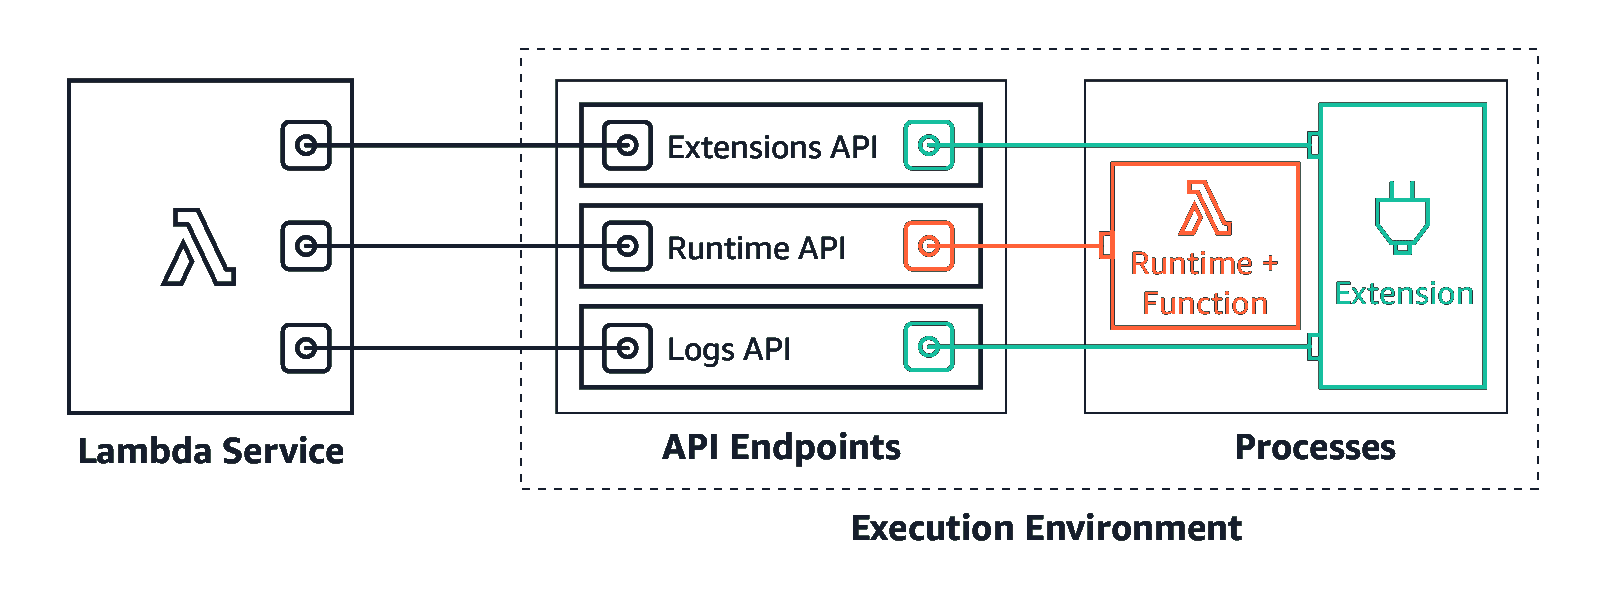 Extensions API
Runtime API
Logs API
Runtime +
Function
Extension
Lambda Service
API Endpoints
Processes
Execution Environment